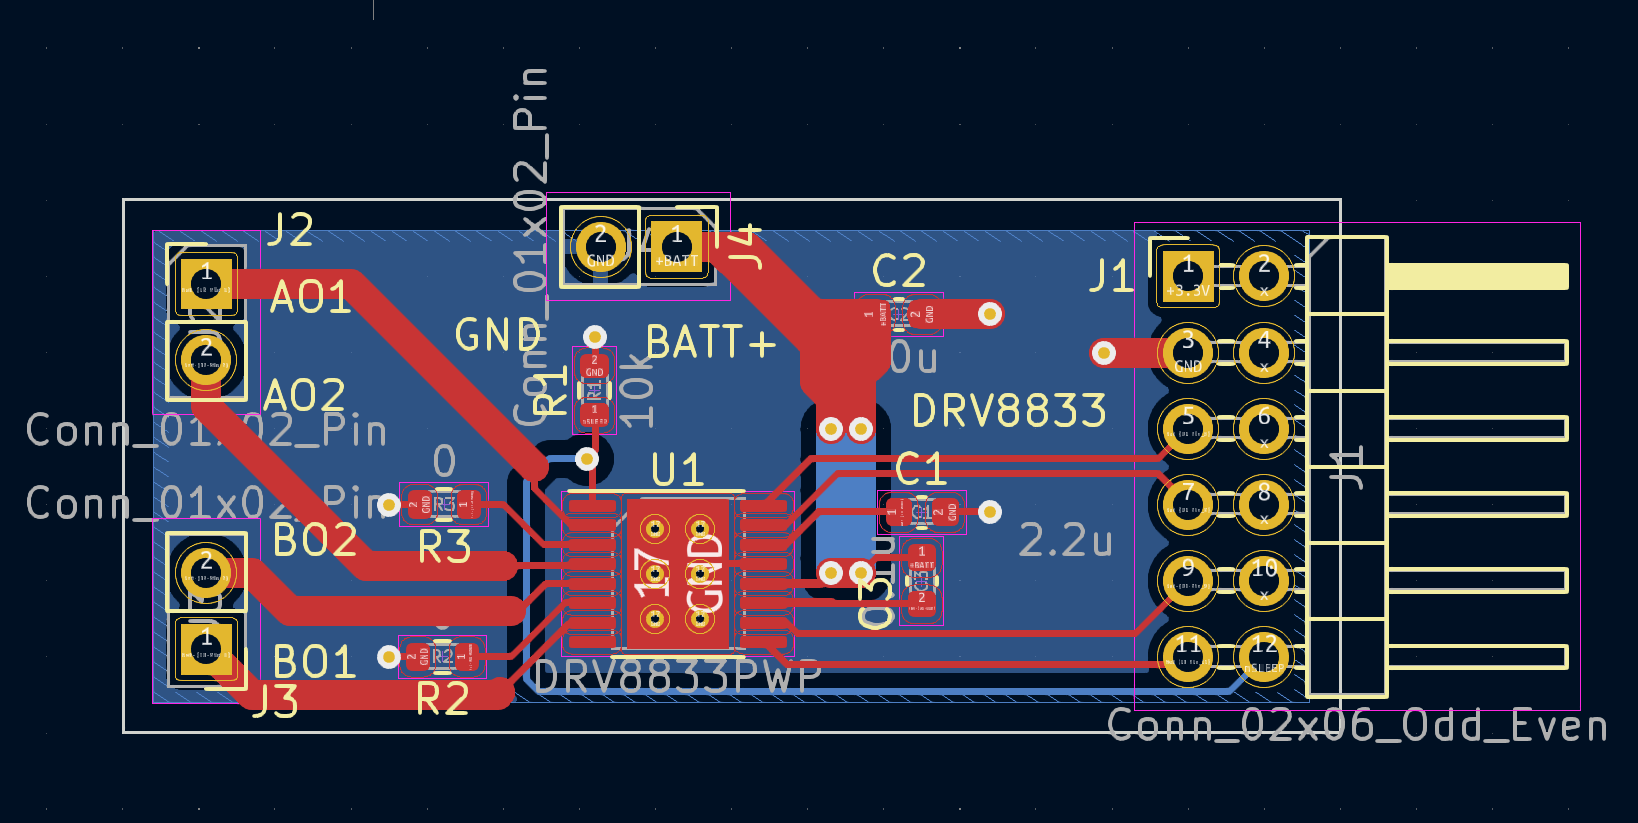 Conn_01x02_Pin
J2
2
GND
1
+BATT
J4
1
AO1
C2
J1
1
+3.3V
2
x
GND
BATT+
1
+BATT
2
GND
0u
2
2
GND
R1
R1
10k
1
3
GND
4
x
AO2
DRV8833
Conn_01x02_Pin
5
6
x
0
U1
C1
J1
Conn_01x02_Pin
GND
2
R3
1
1
C1
2
GND
7
8
x
BO2
R3
2.2u
2
17
GND
1
+BATT
C3
2
C3
0.1u
9
10
x
1
BO1
2
GND
R2
1
R2
J3
DRV8833PWP
11
12
nSLEEP
Conn_02x06_Odd_Even